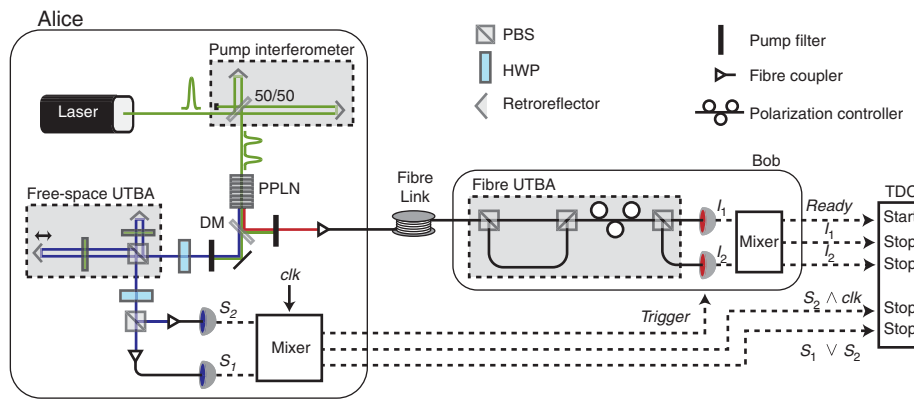 Alice
Pump interferometer
50/50
Laser
PBS
HWP
Retroreflector
Pump filter
Fibre coupler
Polarization controller
Free-space UTBA
PPLN
DM
Fibre
Link
Bob
Fibre UTBA
TDC
I₁
I₂
Mixer
Ready
I₁
I₂
Start
Stop
Stop
Stop
Stop
clk
S₂
S₁
Mixer
Trigger
S₂ ∧ clk
S₁ ∨ S₂